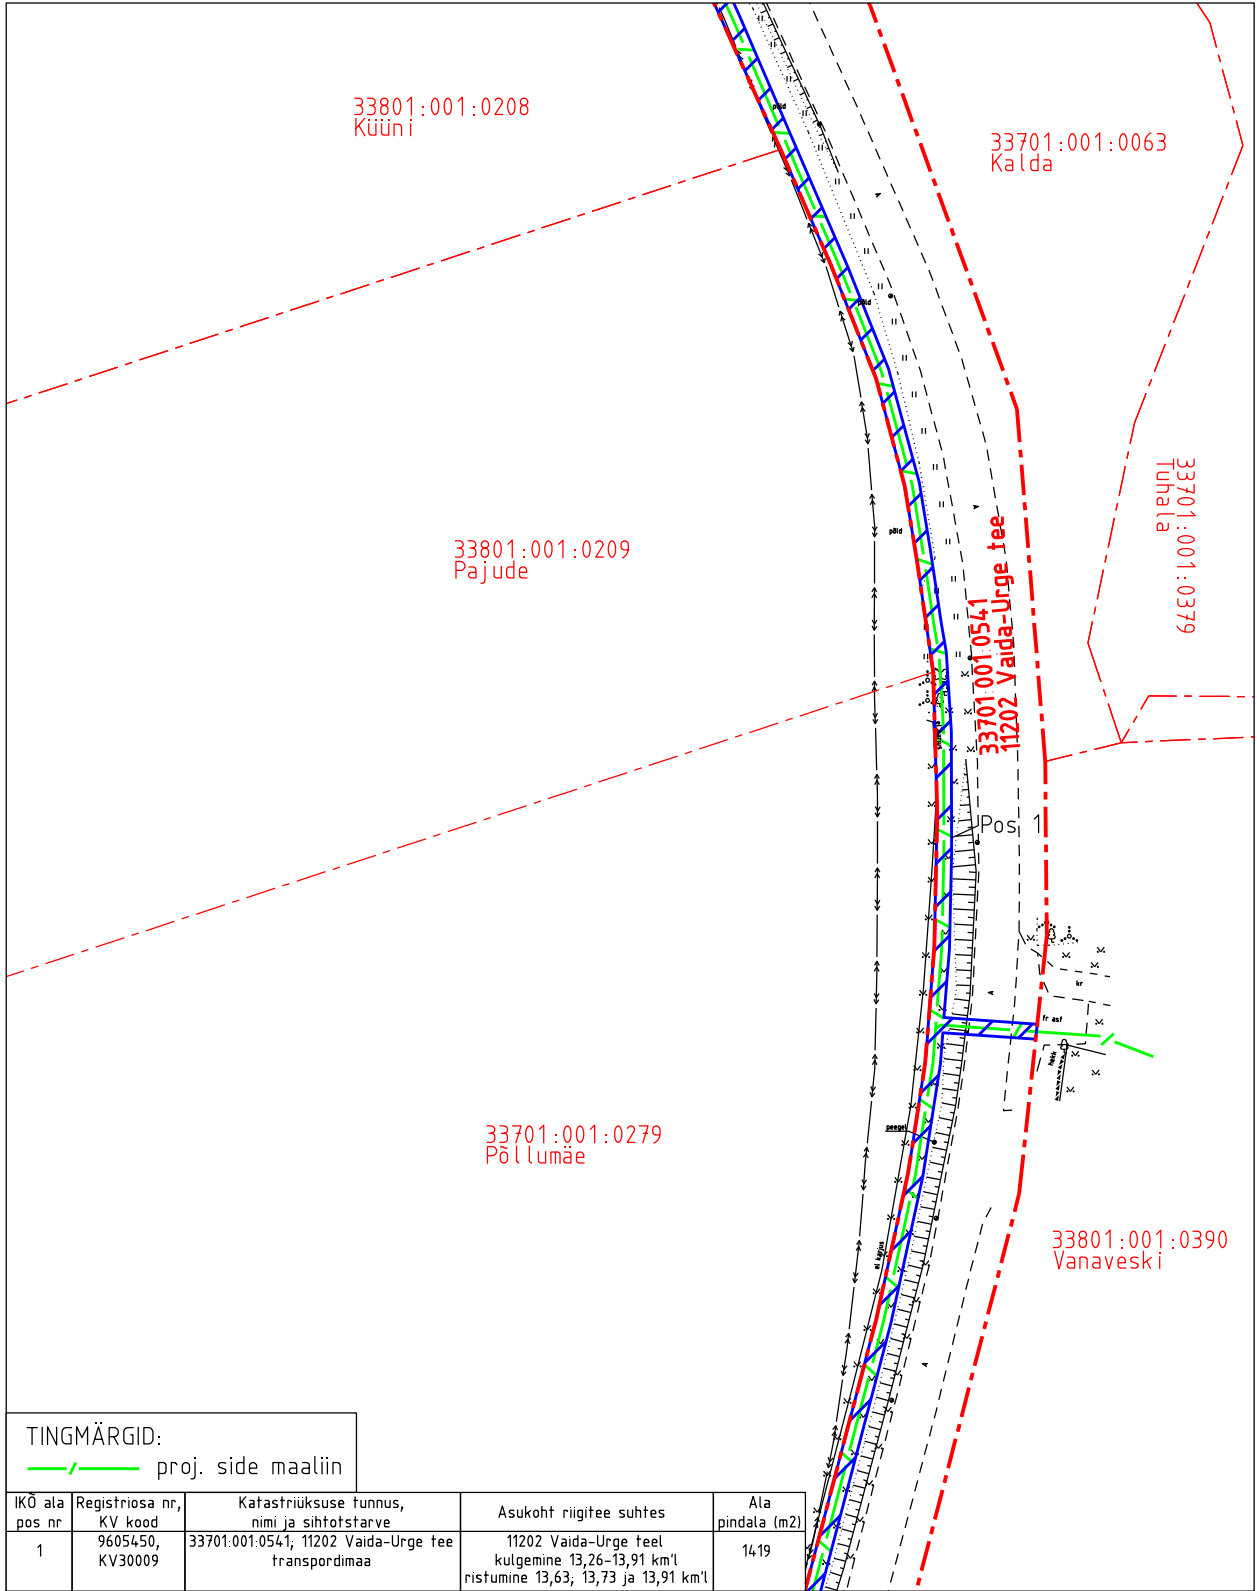 33801:001:0208
Küüni
33701:001:0063
Kalda
põld
põld
33701:001:0379
Tuhala
põld
33801:001:0209
Pajude
33701:001:0541
11202 Vaida-Urge tee
Pos 1
kr
fr asf
hekk
peegel
33701:001:0279
Põllumäe
33801:001:0390
Vanaveski
el karjus
TINGMÄRGID:
proj. side maaliin
IKÕ ala pos nr
Registriosa nr, KV kood
Katastriüksuse tunnus, nimi ja sihtotstarve
Asukoht riigitee suhtes
Ala pindala (m2)
1
9605450, KV30009
33701:001:0541; 11202 Vaida-Urge tee transpordimaa
11202 Vaida-Urge teel
kulgemine 13,26-13,91 km'l
ristumine 13,63; 13,73 ja 13,91 km'l
1419